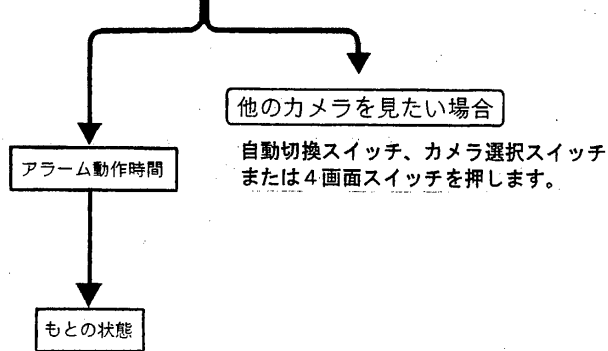 他のカメラを見たい場合
自動切換スイッチ、カメラ選択スイッチ
または4画面スイッチを押します。
アラーム動作時間
もとの状態